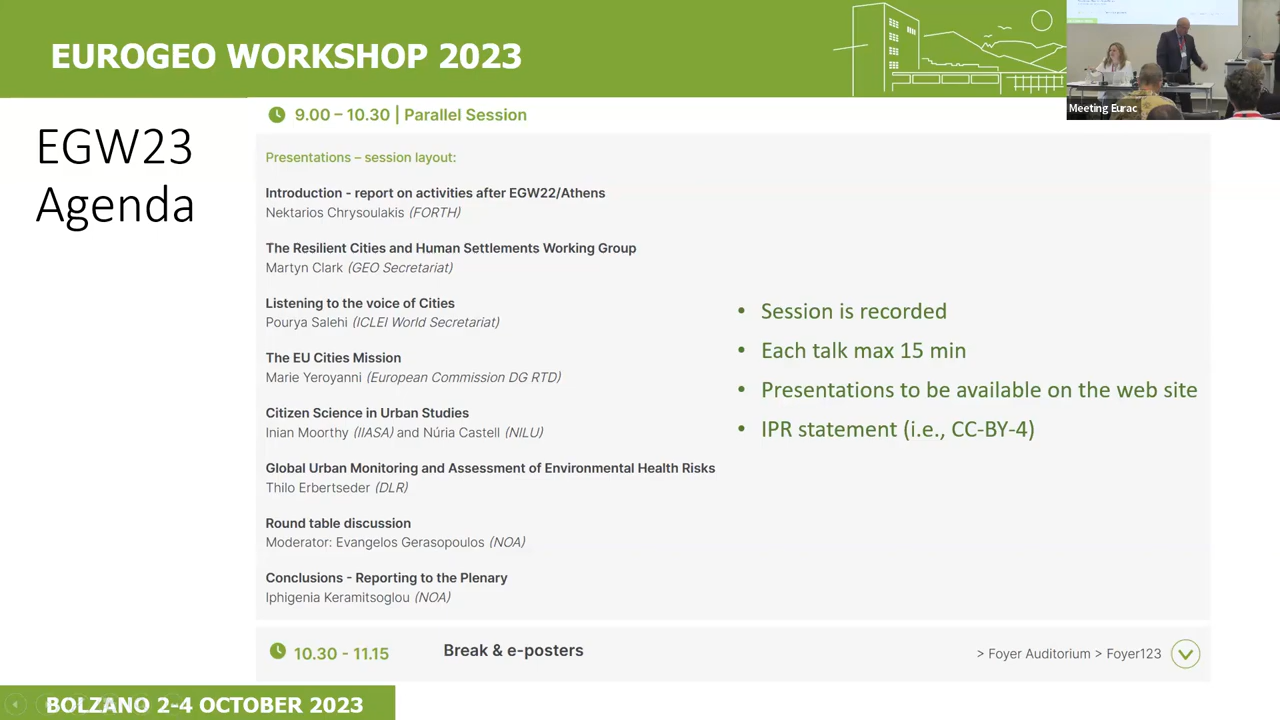 EUROGEO WORKSHOP 2023
Meeting Eurac
EGW23
Agenda
9.00 – 10.30 | Parallel Session
Presentations – session layout:
Introduction - report on activities after EGW22/Athens
Nektarios Chrysoulakis (FORTH)
The Resilient Cities and Human Settlements Working Group
Martyn Clark (GEO Secretariat)
Listening to the voice of Cities
Pourya Salehi (ICLEI World Secretariat)
The EU Cities Mission
Marie Yeroyanni (European Commission DG RTD)
Citizen Science in Urban Studies
Inian Moorthy (IIASA) and Núria Castell (NILU)
Global Urban Monitoring and Assessment of Environmental Health Risks
Thilo Erbertseder (DLR)
Round table discussion
Moderator: Evangelos Gerasopoulos (NOA)
Conclusions - Reporting to the Plenary
Iphigenia Keramitsoglou (NOA)
• Session is recorded
• Each talk max 15 min
• Presentations to be available on the web site
• IPR statement (i.e., CC-BY-4)
10.30 - 11.15 Break & e-posters > Foyer Auditorium > Foyer123
BOLZANO 2-4 OCTOBER 2023